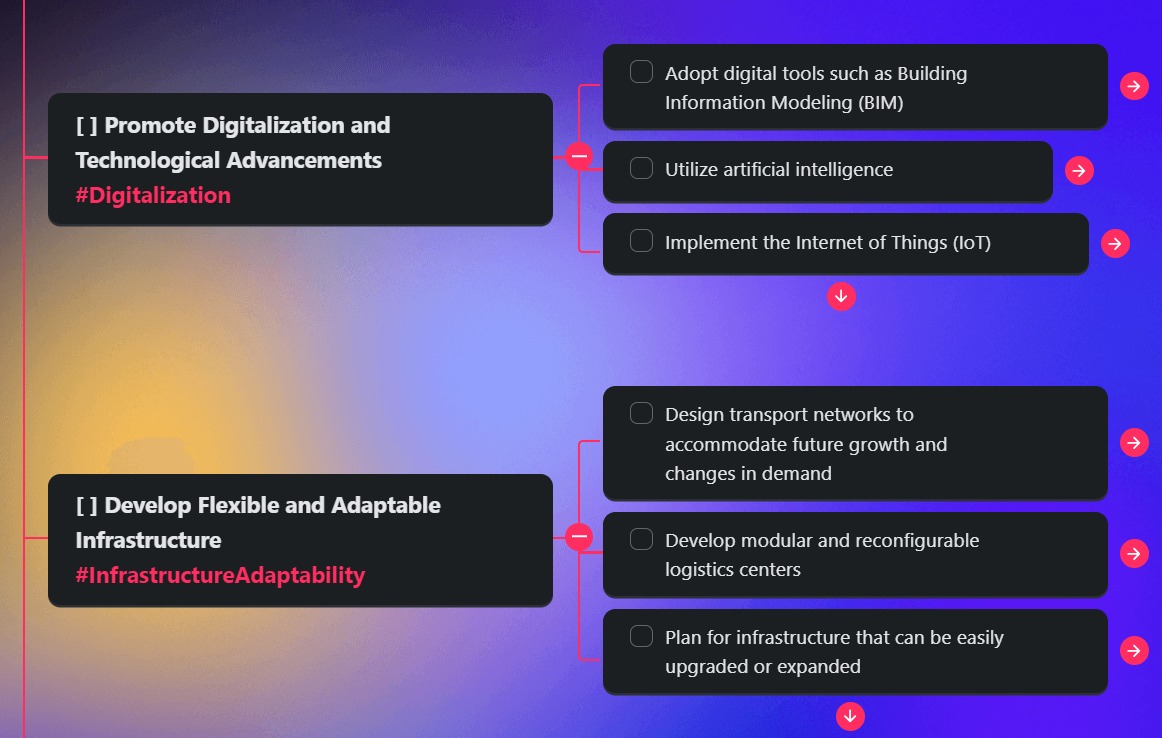 [ ] Promote Digitalization and
Technological Advancements
#Digitalization
Adopt digital tools such as Building
Information Modeling (BIM)
Utilize artificial intelligence
Implement the Internet of Things (IoT)
[ ] Develop Flexible and Adaptable
Infrastructure
#InfrastructureAdaptability
Design transport networks to
accommodate future growth and
changes in demand
Develop modular and reconfigurable
logistics centers
Plan for infrastructure that can be easily
upgraded or expanded